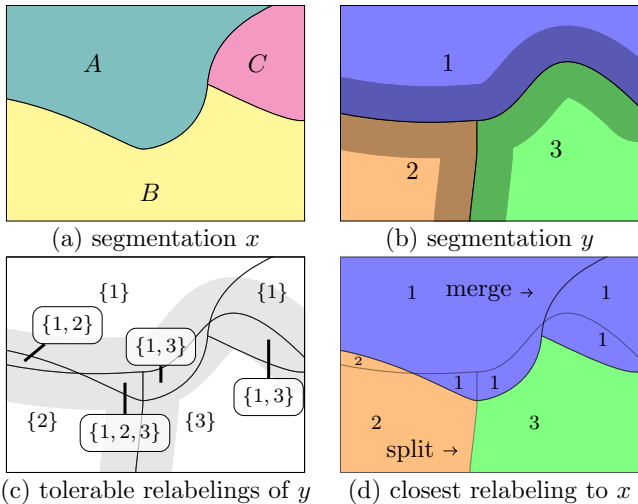 A
C
B
(a) segmentation x
1
2
3
(b) segmentation y
{1}
{1}
{1, 2}
{1, 3}
{1, 3}
{2}
{1, 2, 3}
{3}
(c) tolerable relabelings of y
1
merge →
1
1
2
1
1
2
3
split →
(d) closest relabeling to x